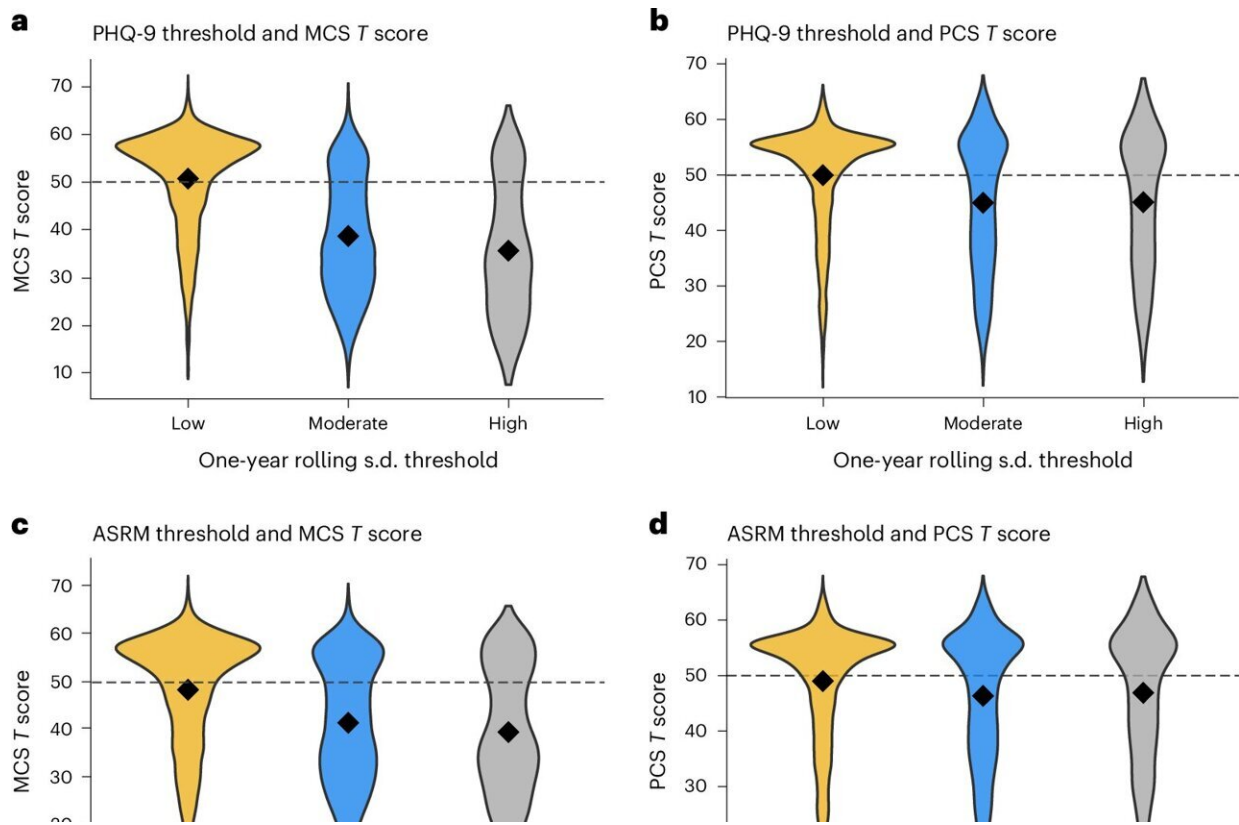 a
PHQ-9 threshold and MCS T score
70
60
50
40
30
20
10
MCS T score
Low Moderate High
One-year rolling s.d. threshold
b
PHQ-9 threshold and PCS T score
70
60
50
40
30
20
10
PCS T score
Low Moderate High
One-year rolling s.d. threshold
c
ASRM threshold and MCS T score
70
60
50
40
30
MCS T score
d
ASRM threshold and PCS T score
70
60
50
40
30
PCS T score